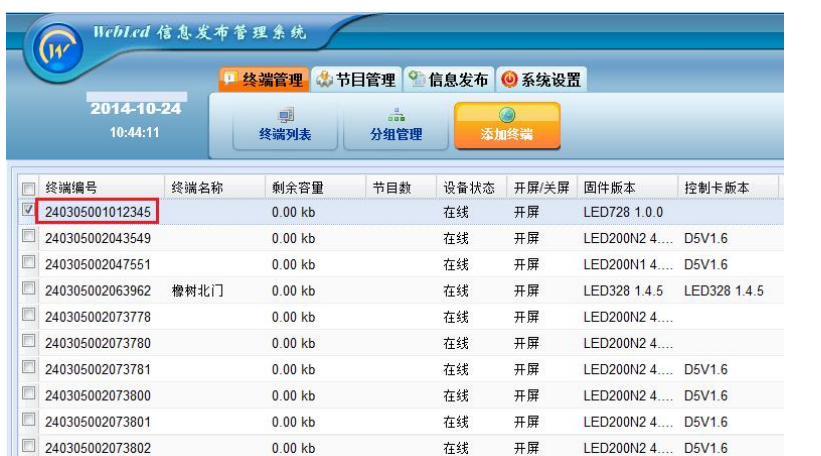 WebLed 信息发布管理系统
终端管理 节目管理 信息发布 系统设置
2014-10-24
10:44:11
终端列表 分组管理 添加终端
终端编号 终端名称 剩余容量 节目数 设备状态 开屏/关屏 固件版本 控制卡版本
240305001012345 0.00 kb 在线 开屏 LED728 1.0.0
240305002043549 0.00 kb 在线 开屏 LED200N2 4.... D5V1.6
240305002047551 0.00 kb 在线 开屏 LED200N1 4.... D5V1.6
240305002063962 橡树北门 0.00 kb 在线 开屏 LED328 1.4.5 LED328 1.4.5
240305002073778 0.00 kb 在线 开屏 LED200N2 4....
240305002073780 0.00 kb 在线 开屏 LED200N2 4....
240305002073781 0.00 kb 在线 开屏 LED200N2 4.... D5V1.6
240305002073800 0.00 kb 在线 开屏 LED200N2 4.... D5V1.6
240305002073801 0.00 kb 在线 开屏 LED200N2 4.... D5V1.6
240305002073802 0.00 kb 在线 开屏 LED200N2 4.... D5V1.6